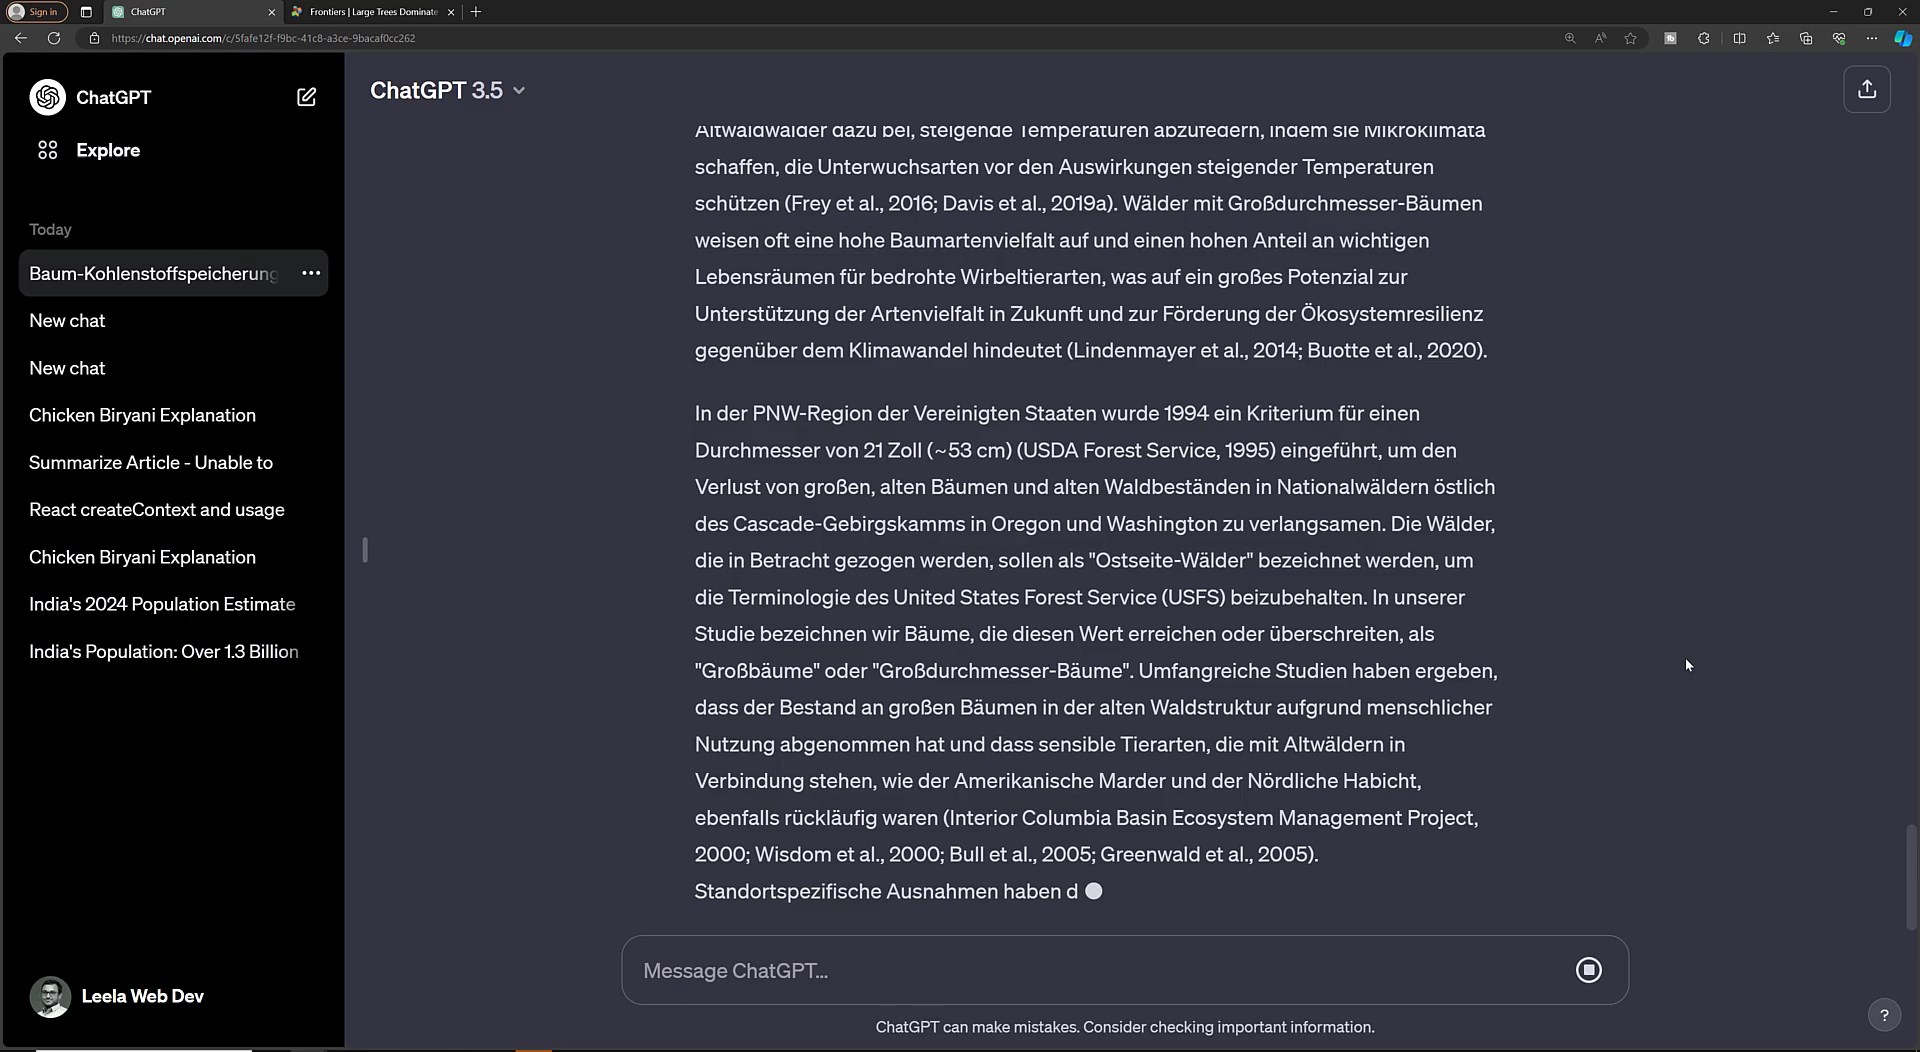 Sign in
ChatGPT
Frontiers | Large Trees Dominate
https://chat.openai.com/c/5fafe12f-f9bc-41c8-a3ce-9bacaf0cc262
ChatGPT
Explore
Today
Baum-Kohlenstoffspeicherung
New chat
New chat
Chicken Biryani Explanation
Summarize Article - Unable to
React createContext and usage
Chicken Biryani Explanation
India's 2024 Population Estimate
India's Population: Over 1.3 Billion
Leela Web Dev
ChatGPT 3.5
Altwaldwälder dazu bei, steigende Temperaturen abzufedern, indem sie Mikroklimata
schaffen, die Unterwuchsarten vor den Auswirkungen steigender Temperaturen
schützen (Frey et al., 2016; Davis et al., 2019a). Wälder mit Großdurchmesser-Bäumen
weisen oft eine hohe Baumartenvielfalt auf und einen hohen Anteil an wichtigen
Lebensräumen für bedrohte Wirbeltierarten, was auf ein großes Potenzial zur
Unterstützung der Artenvielfalt in Zukunft und zur Förderung der Ökosystemresilienz
gegenüber dem Klimawandel hindeutet (Lindenmayer et al., 2014; Buotte et al., 2020).
In der PNW-Region der Vereinigten Staaten wurde 1994 ein Kriterium für einen
Durchmesser von 21 Zoll (~53 cm) (USDA Forest Service, 1995) eingeführt, um den
Verlust von großen, alten Bäumen und alten Waldbeständen in Nationalwäldern östlich
des Cascade-Gebirgskamms in Oregon und Washington zu verlangsamen. Die Wälder,
die in Betracht gezogen werden, sollen als "Ostseite-Wälder" bezeichnet werden, um
die Terminologie des United States Forest Service (USFS) beizubehalten. In unserer
Studie bezeichnen wir Bäume, die diesen Wert erreichen oder überschreiten, als
"Großbäume" oder "Großdurchmesser-Bäume". Umfangreiche Studien haben ergeben,
dass der Bestand an großen Bäumen in der alten Waldstruktur aufgrund menschlicher
Nutzung abgenommen hat und dass sensible Tierarten, die mit Altwäldern in
Verbindung stehen, wie der Amerikanische Marder und der Nördliche Habicht,
ebenfalls rückläufig waren (Interior Columbia Basin Ecosystem Management Project,
2000; Wisdom et al., 2000; Bull et al., 2005; Greenwald et al., 2005).
Standortspezifische Ausnahmen haben d
Message ChatGPT...
ChatGPT can make mistakes. Consider checking important information.
?